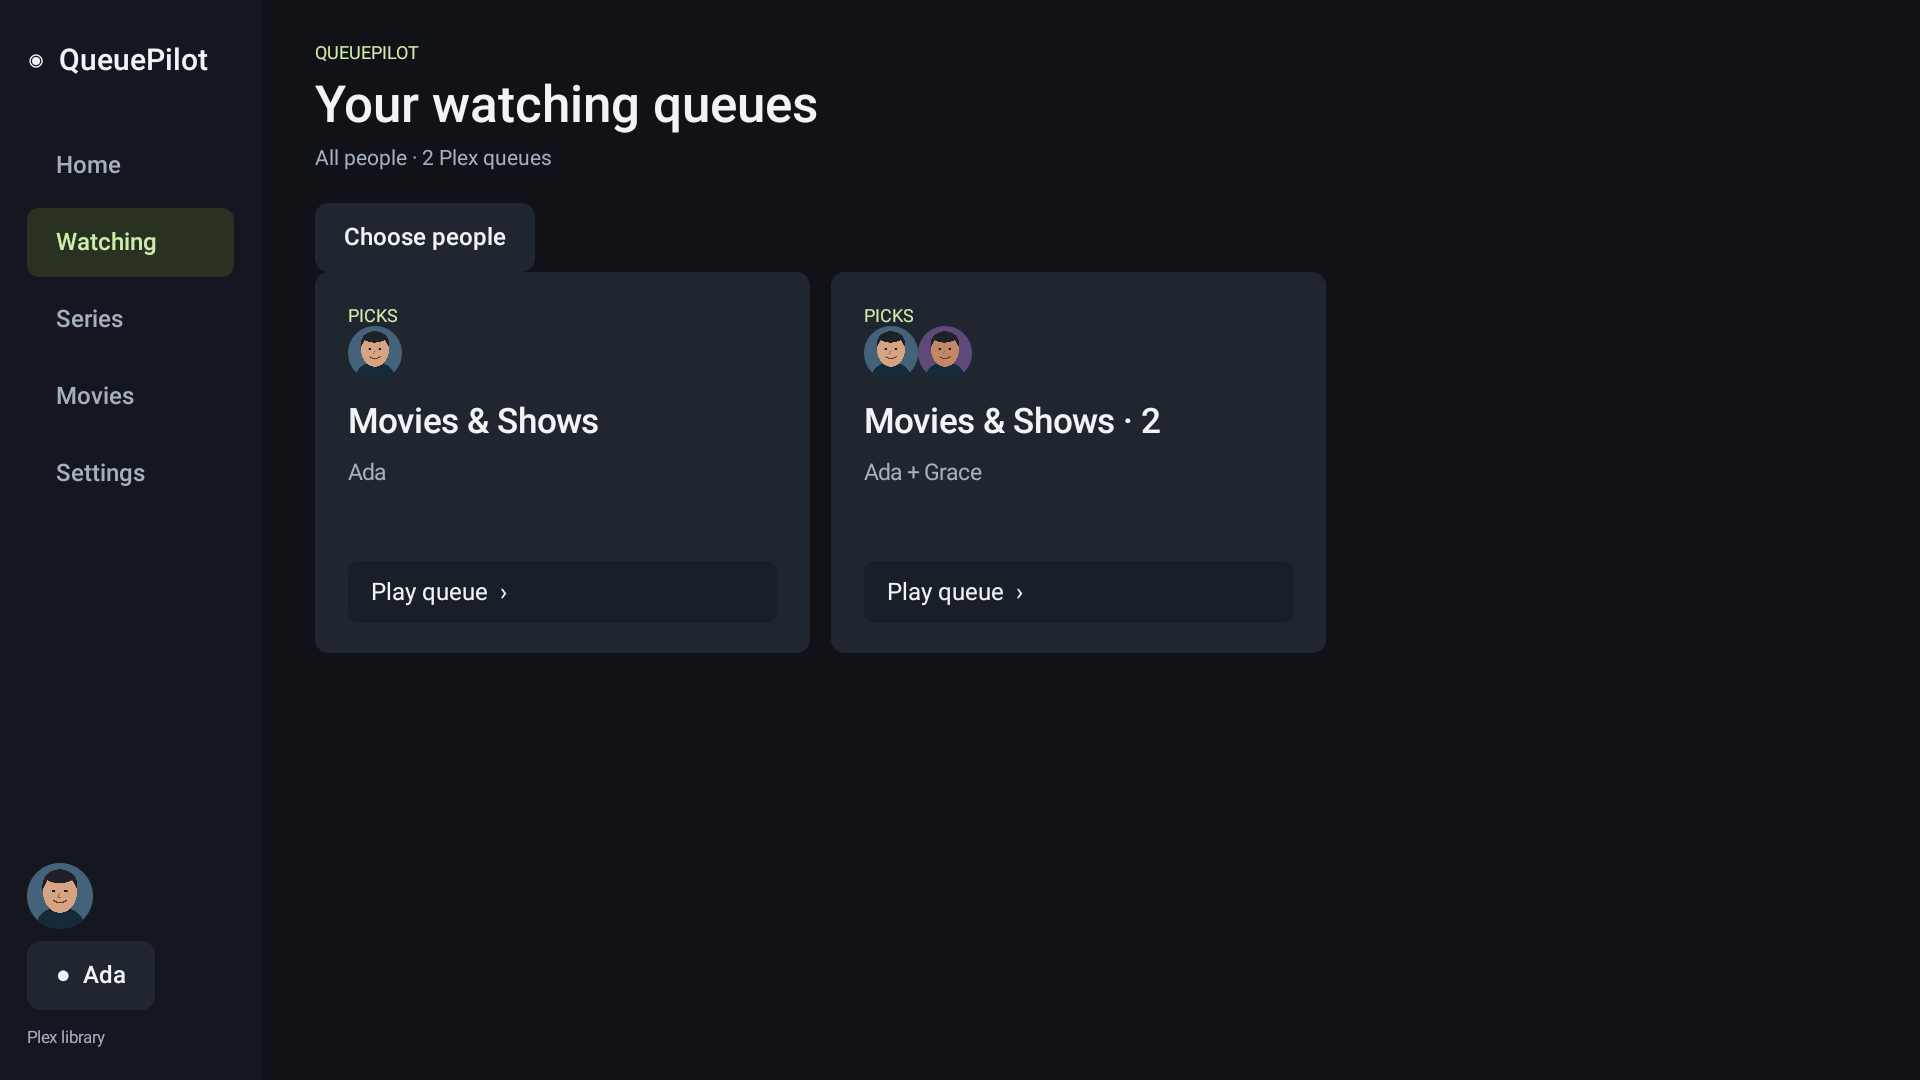 ◉ QueuePilot
Home
Watching
Series
Movies
Settings
● Ada
Plex library
QUEUEPILOT
Your watching queues
All people · 2 Plex queues
Choose people
PICKS
Movies & Shows
Ada
Play queue ›
PICKS
Movies & Shows · 2
Ada + Grace
Play queue ›